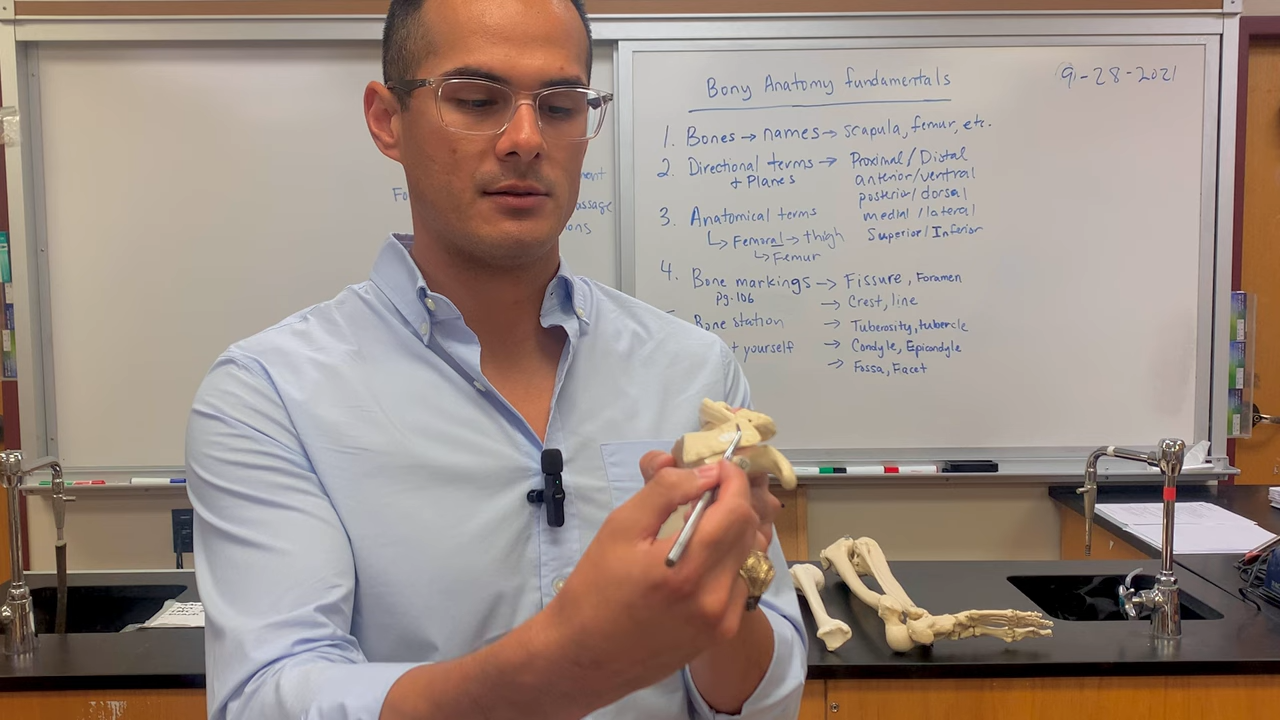 Bony Anatomy fundamentals
9-28-2021
1. Bones → names → scapula, femur, etc.
2. Directional terms → Proximal / Distal
+ Planes
anterior/ventral
posterior/dorsal
medial / lateral
Superior/Inferior
3. Anatomical terms
↳ Femoral → thigh
↳ Femur
4. Bone markings → Fissure, Foramen
pg. 106
→ Crest, line
Bone station
→ Tuberosity, tubercle
yourself
→ Condyle, Epicondyle
→ Fossa, Facet